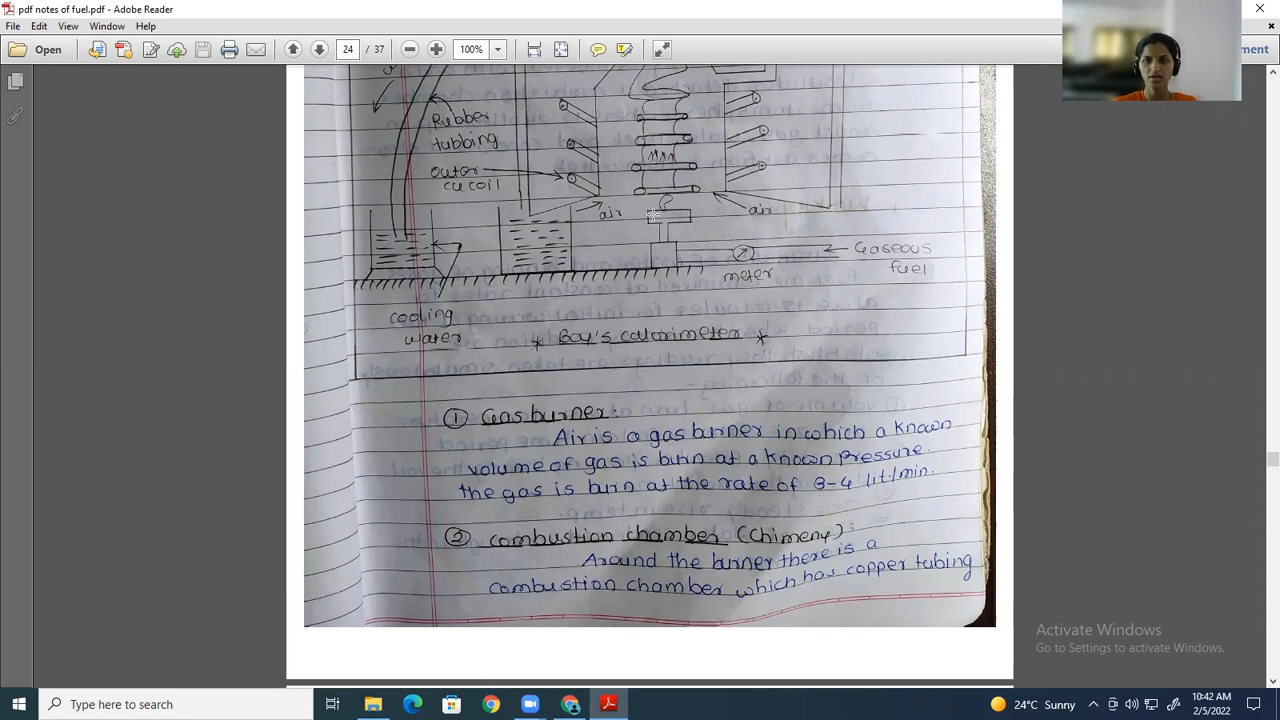 pdf notes of fuel.pdf - Adobe Reader
File Edit View Window Help
Open 24 / 37 100% Comment
Rubber
tubbing
outer
cu coil
air
air
Gaseous
fuel
meter
cooling
water
* Boy's calorimeter *
① Gas burner:
Air is a gas burner in which a known
volume of gas is burn at a known pressure.
the gas is burn at the rate of 3-4 lit/min.
② combustion chamber (Chimeny):
Around the burner there is a
combustion chamber which has copper tubing
Activate Windows
Go to Settings to activate Windows.
Type here to search
24°C Sunny
10:42 AM
2/5/2022